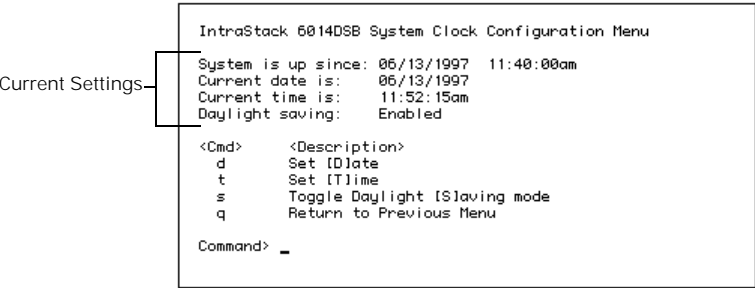 IntraStack 6014DSB System Clock Configuration Menu
System is up since: 06/13/1997 11:40:00am
Current date is: 06/13/1997
Current Settings
Current time is: 11:52:15am
Daylight saving: Enabled
<Cmd> <Description>
d Set [D]ate
t Set [T]ime
s Toggle Daylight [S]aving mode
q Return to Previous Menu
Command> _